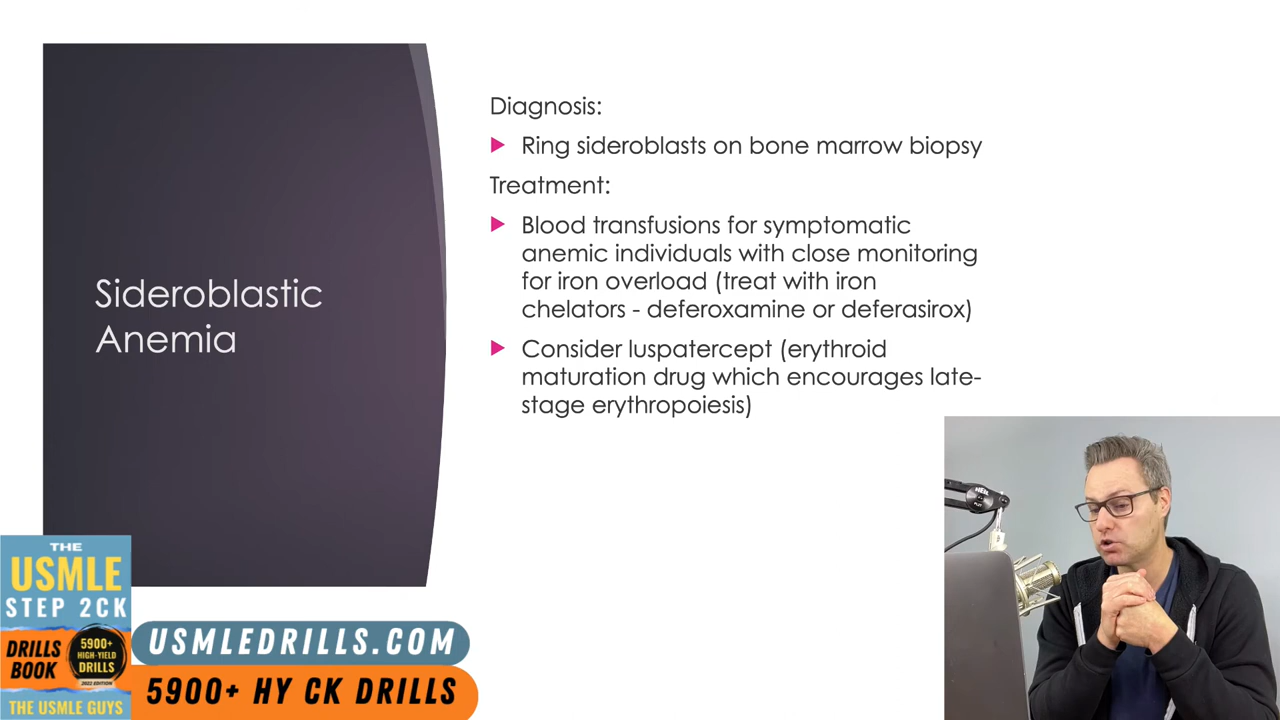 Sideroblastic
Anemia
Diagnosis:
Ring sideroblasts on bone marrow biopsy
Treatment:
Blood transfusions for symptomatic
anemic individuals with close monitoring
for iron overload (treat with iron
chelators - deferoxamine or deferasirox)
Consider luspatercept (erythroid
maturation drug which encourages late-
stage erythropoiesis)
THE
USMLE
STEP 2CK
DRILLS
BOOK
5900+
HIGH-YIELD
DRILLS
2022 EDITION
THE USMLE GUYS
USMLEDRILLS.COM
5900+ HY CK DRILLS